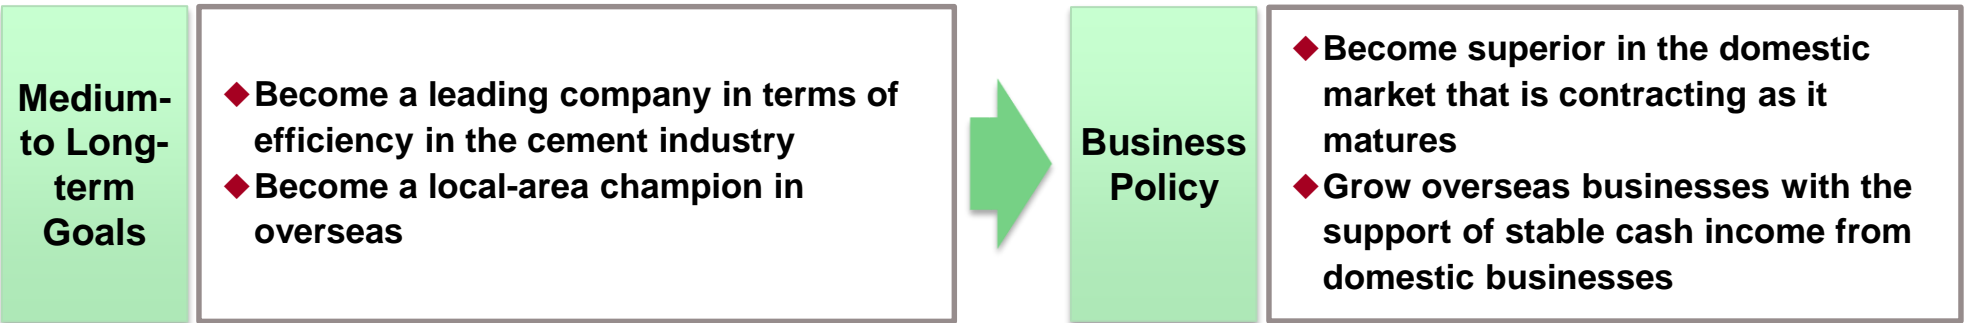 Medium-
to Long-
term
Goals
◆Become a leading company in terms of
efficiency in the cement industry
◆Become a local-area champion in
overseas
Business
Policy
◆Become superior in the domestic
market that is contracting as it
matures
◆Grow overseas businesses with the
support of stable cash income from
domestic businesses